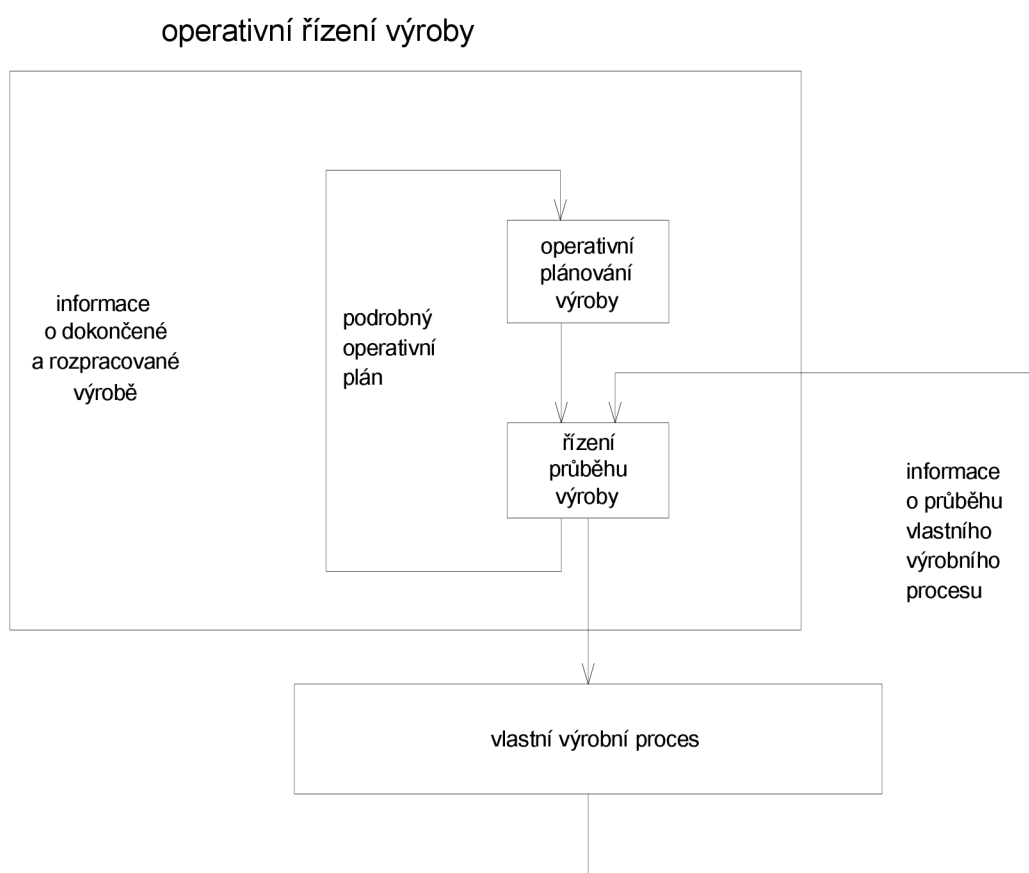 operativní řízení výroby
operativní
plánování
výroby
informace
o dokončené
a rozpracované
výrobě
podrobný
operativní
plán
řízení
průběhu
výroby
informace
o průběhu
vlastního
výrobního
procesu
vlastní výrobní proces